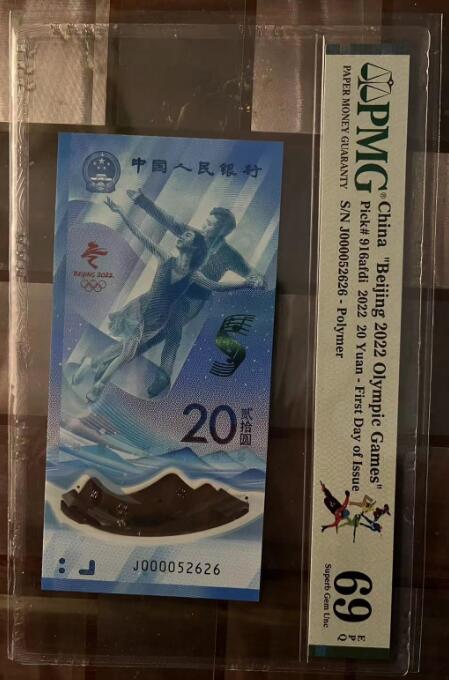 中国人民银行
BEIJING 2022
20
贰拾圆
J000052626
PMG®
PAPER MONEY GUARANTY
China "Beijing 2022 Olympic Games"
Pick# 916afdi 2022 20 Yuan - First Day of Issue
S/N J000052626 - Polymer
69
EPQ
Superb Gem Unc